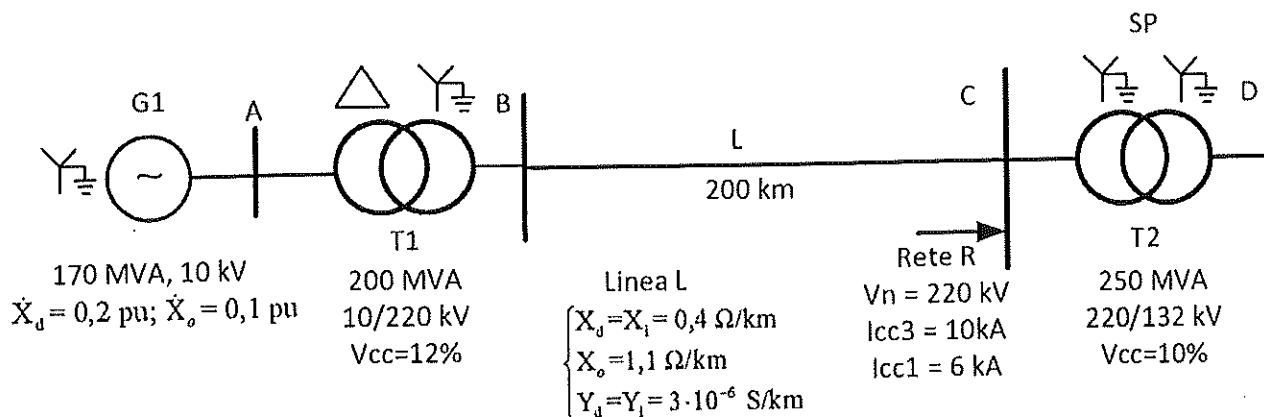 SP
G1
A
B
C
D
~
L
200 km
T1
T2
170 MVA, 10 kV
Ẋd = 0,2 pu; Ẋo = 0,1 pu
200 MVA
10/220 kV
Vcc=12%
Linea L
Xd=Xi= 0,4 Ω/km
Xo=1,1 Ω/km
Yd=Yi= 3·10⁻⁶ S/km
Rete R
Vn = 220 kV
Icc3 = 10kA
Icc1 = 6 kA
250 MVA
220/132 kV
Vcc=10%